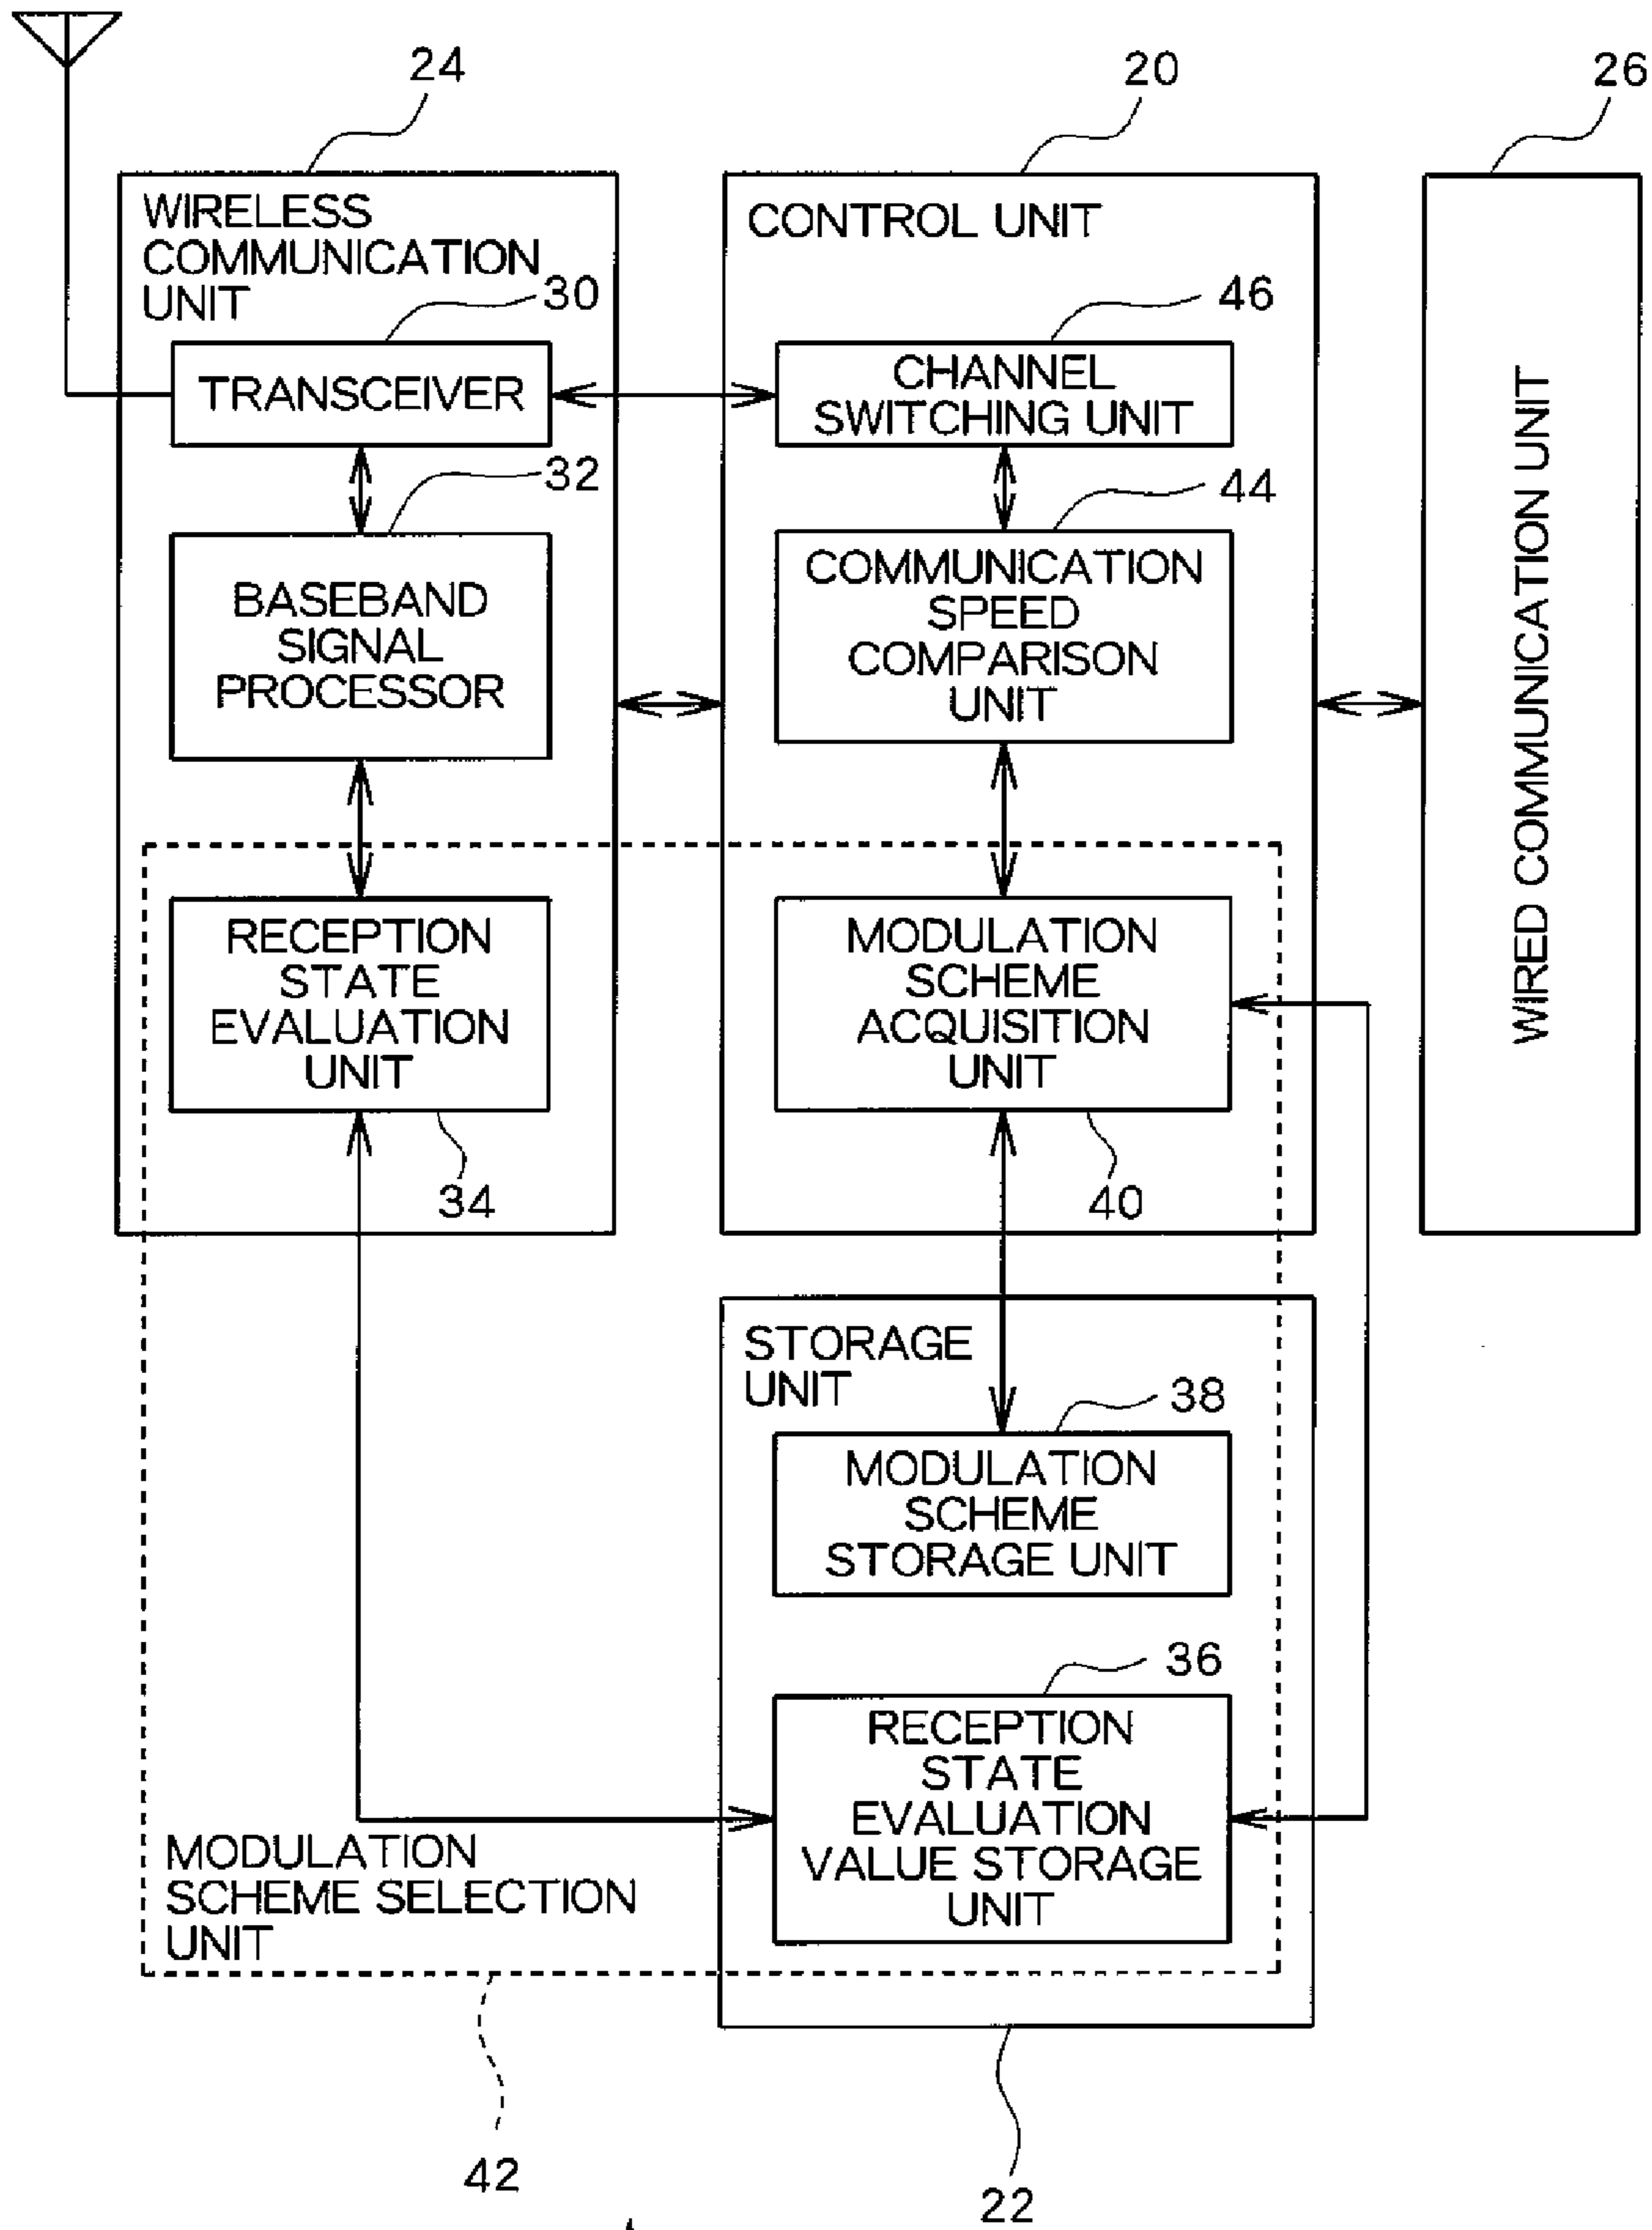 24
20
26
WIRELESS
COMMUNICATION
UNIT
CONTROL UNIT
30
46
TRANSCEIVER
CHANNEL
SWITCHING UNIT
32
44
BASEBAND
SIGNAL
PROCESSOR
COMMUNICATION
SPEED
COMPARISON
UNIT
WIRED COMMUNICATION UNIT
RECEPTION
STATE
EVALUATION
UNIT
MODULATION
SCHEME
ACQUISITION
UNIT
34
40
STORAGE
UNIT
38
MODULATION
SCHEME
STORAGE UNIT
36
RECEPTION
STATE
EVALUATION
VALUE STORAGE
UNIT
MODULATION
SCHEME SELECTION
UNIT
42
22